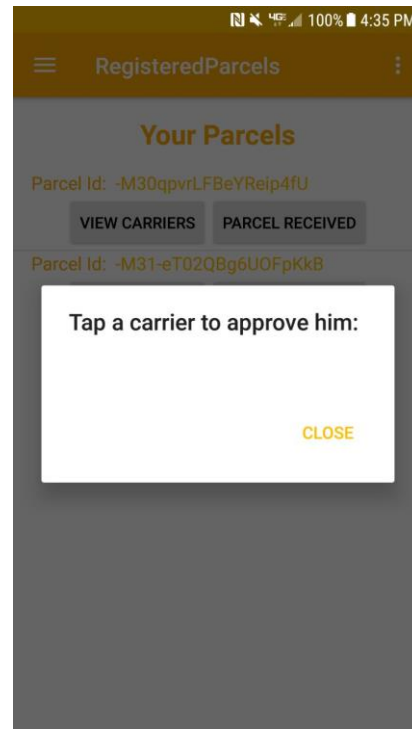 4G 100% 4:35 PM
RegisteredParcels
Your Parcels
Parcel Id: -M30qpvrLFBeYReip4fU
VIEW CARRIERS PARCEL RECEIVED
Parcel Id: -M31-eT02QBg6UOFpKkB
Tap a carrier to approve him:
CLOSE